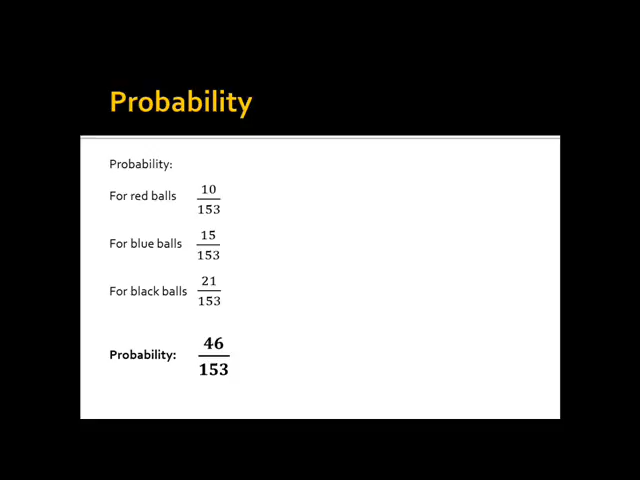 Probability
Probability:
For red balls 10/153
For blue balls 15/153
For black balls 21/153
Probability: 46/153